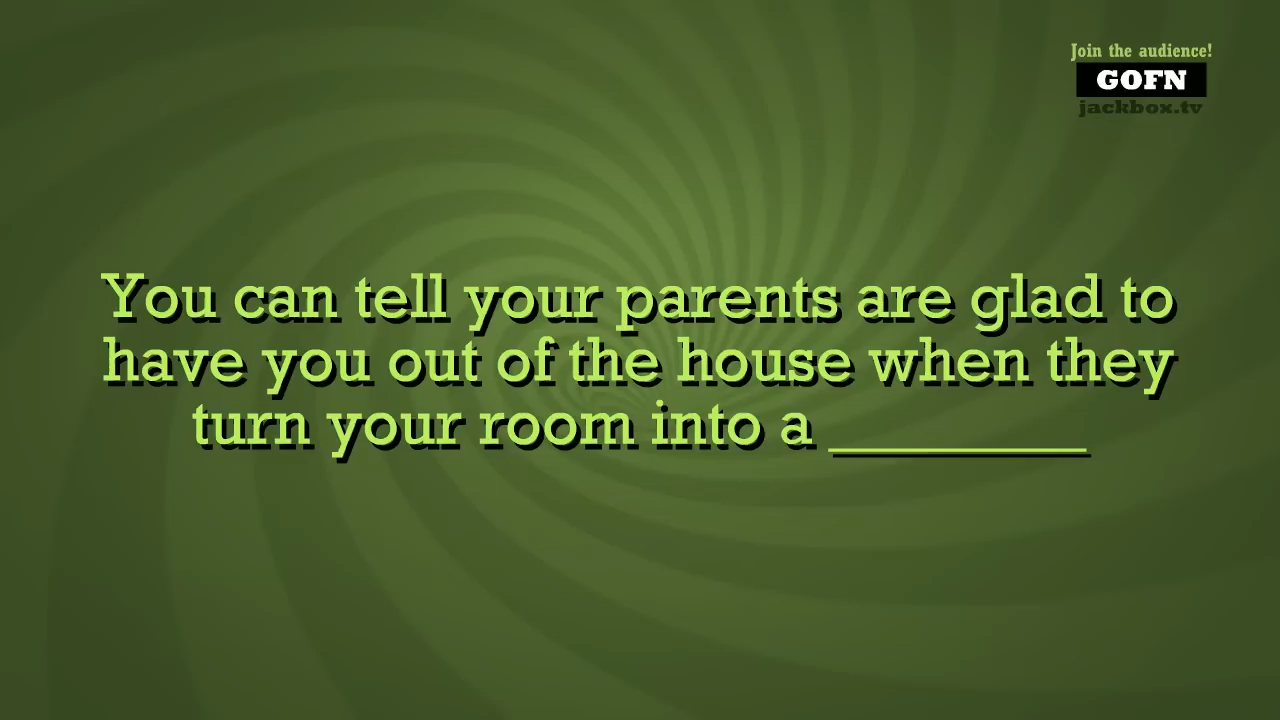 Join the audience!
GOFN
jackbox.tv
You can tell your parents are glad to
have you out of the house when they
turn your room into a ________